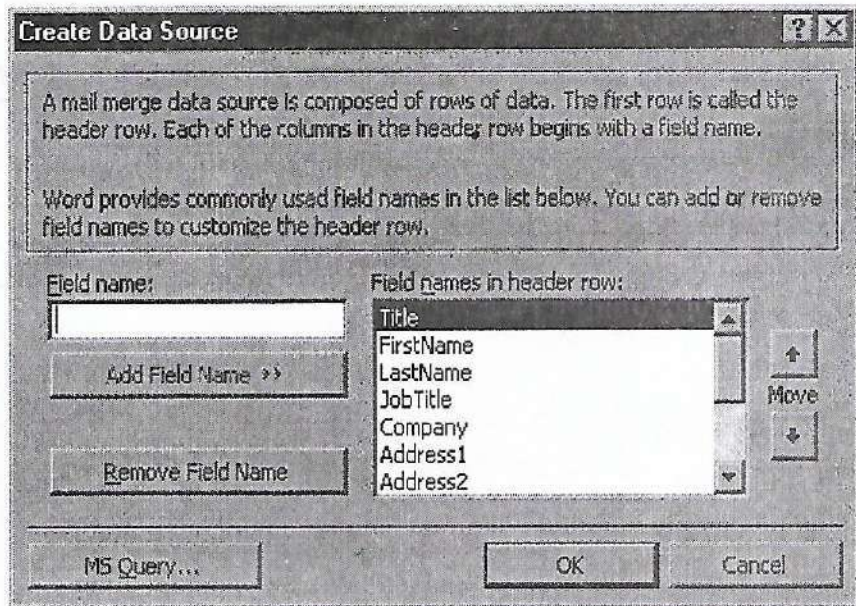 Create Data Source
A mail merge data source is composed of rows of data. The first row is called the
header row. Each of the columns in the header row begins with a field name.
Word provides commonly used field names in the list below. You can add or remove
field names to customize the header row.
Field name:
Field names in header row:
Add Field Name >>
Remove Field Name
Title
FirstName
LastName
JobTitle
Company
Address1
Address2
Move
MS Query...
OK
Cancel